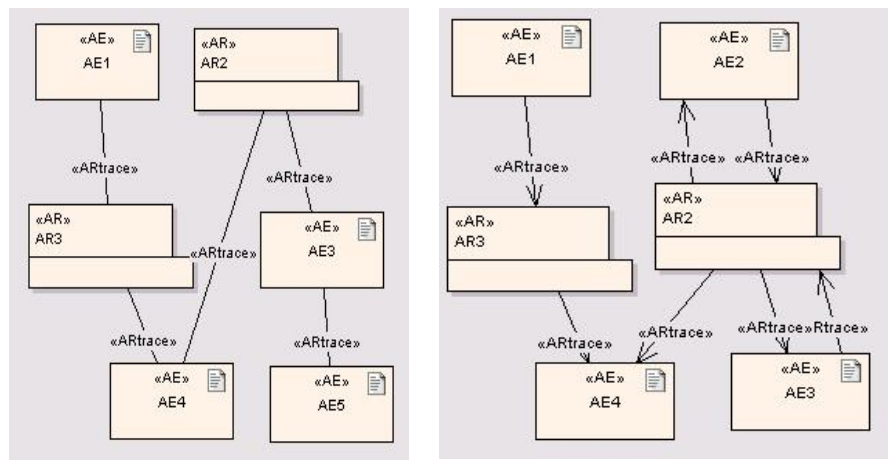 «AE»
AE1
«AR»
AR2
«ARtrace»
«ARtrace»
«AR»
AR3
«AE»
AE3
«ARtrace»
«ARtrace»
«ARtrace»
«AE»
AE4
«AE»
AE5
«AE»
AE1
«AE»
AE2
«ARtrace»
«ARtrace»
«ARtrace»
«AR»
AR3
«AR»
AR2
«ARtrace»
«ARtrace»
«ARtrace»
Rtrace»
«AE»
AE4
«AE»
AE3